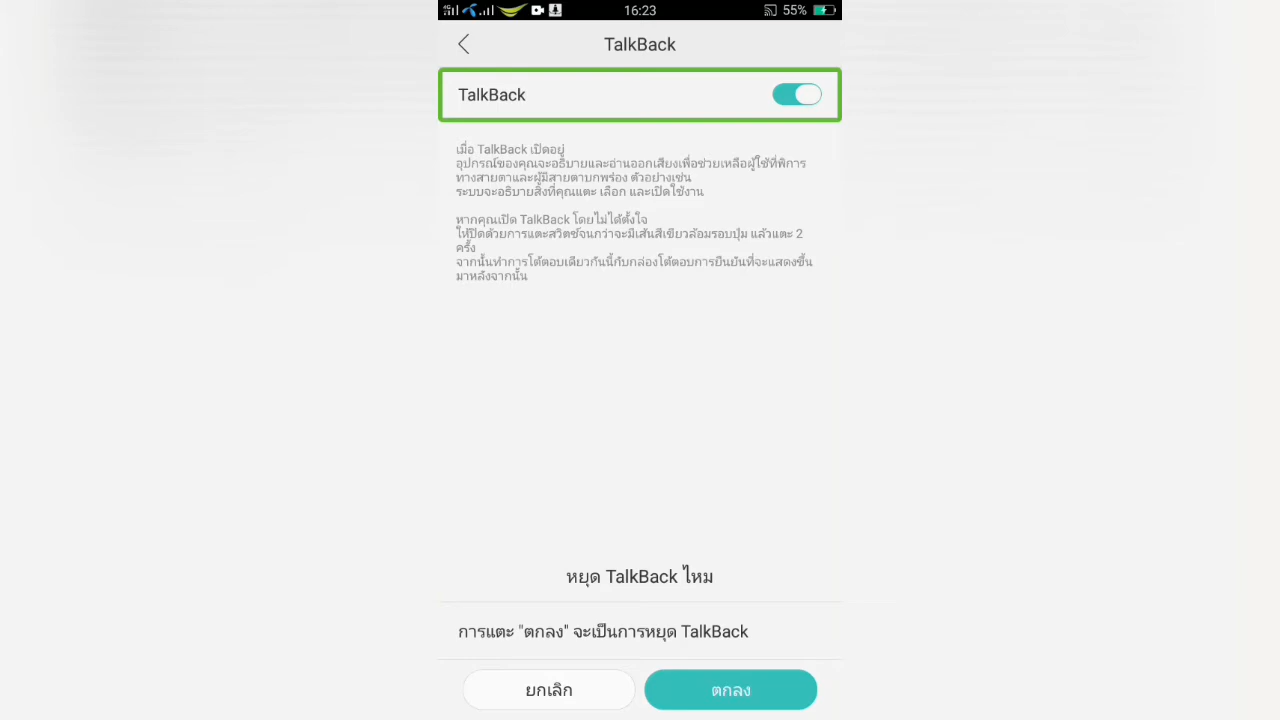 16:23
55%
TalkBack
TalkBack
เมื่อ TalkBack เปิดอยู่
อุปกรณ์ของคุณจะอธิบายและอ่านออกเสียงเพื่อช่วยเหลือผู้ใช้ที่พิการ
ทางสายตาและผู้มีสายตาบกพร่อง ตัวอย่างเช่น
ระบบจะอธิบายสิ่งที่คุณแตะ เลือก และเปิดใช้งาน
หากคุณเปิด TalkBack โดยไม่ได้ตั้งใจ
ให้ปิดด้วยการแตะสวิตช์จนกว่าจะมีเส้นสีเขียวล้อมรอบปุ่ม แล้วแตะ 2
ครั้ง
จากนั้นทำการโต้ตอบเดียวกันนี้กับกล่องโต้ตอบการยืนยันที่จะแสดงขึ้น
มาหลังจากนั้น
หยุด TalkBack ไหม
การแตะ "ตกลง" จะเป็นการหยุด TalkBack
ยกเลิก
ตกลง